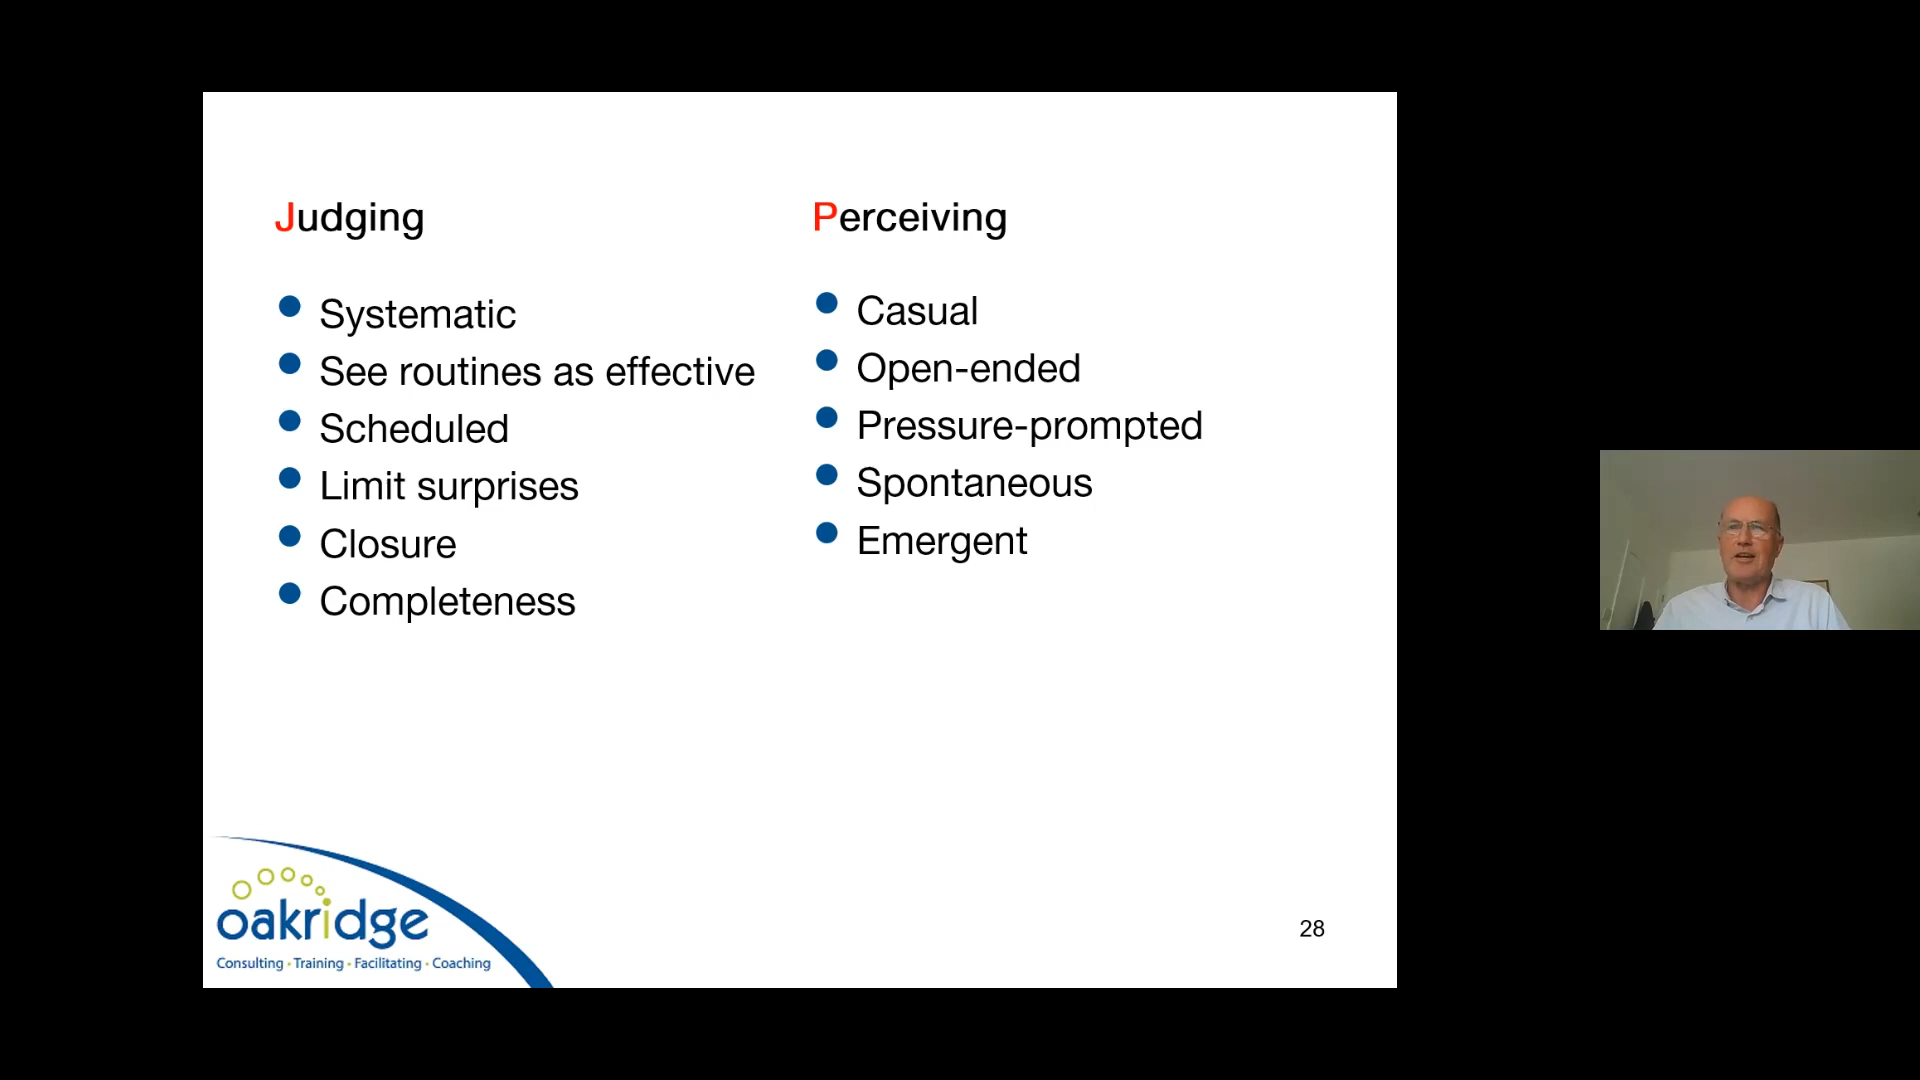 Judging
Systematic
See routines as effective
Scheduled
Limit surprises
Closure
Completeness
Perceiving
Casual
Open-ended
Pressure-prompted
Spontaneous
Emergent
oakridge
Consulting · Training · Facilitating · Coaching
28